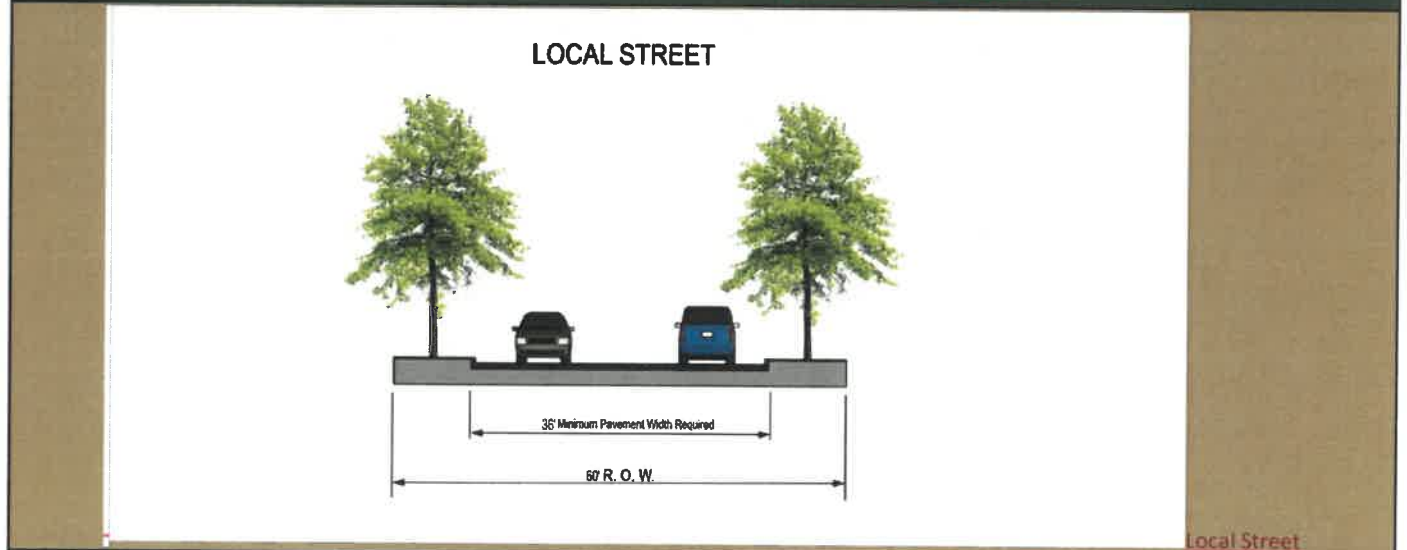 LOCAL STREET
36' Minimum Pavement Width Required
60' R. O. W.
Local Street